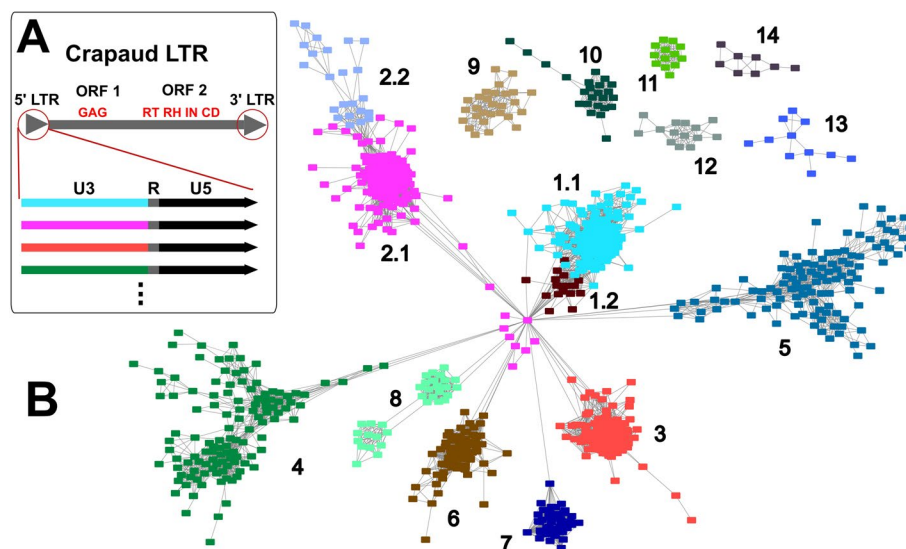 A
Crapaud LTR
ORF 1 ORF 2
5' LTR GAG RT RH IN CD 3' LTR
U3 R U5
B
2.2
9
10
11
14
13
12
2.1
1.1
1.2
5
8
4
6
7
3